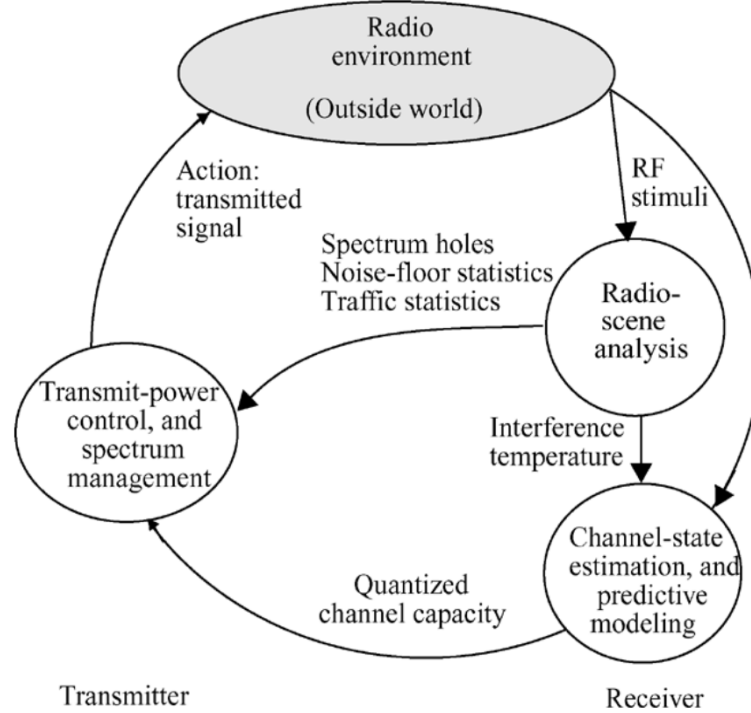 Radio
environment
(Outside world)
Action:
transmitted
signal
RF
stimuli
Spectrum holes
Noise-floor statistics
Traffic statistics
Radio-
scene
analysis
Transmit-power
control, and
spectrum
management
Interference
temperature
Channel-state
estimation, and
predictive
modeling
Quantized
channel capacity
Transmitter
Receiver